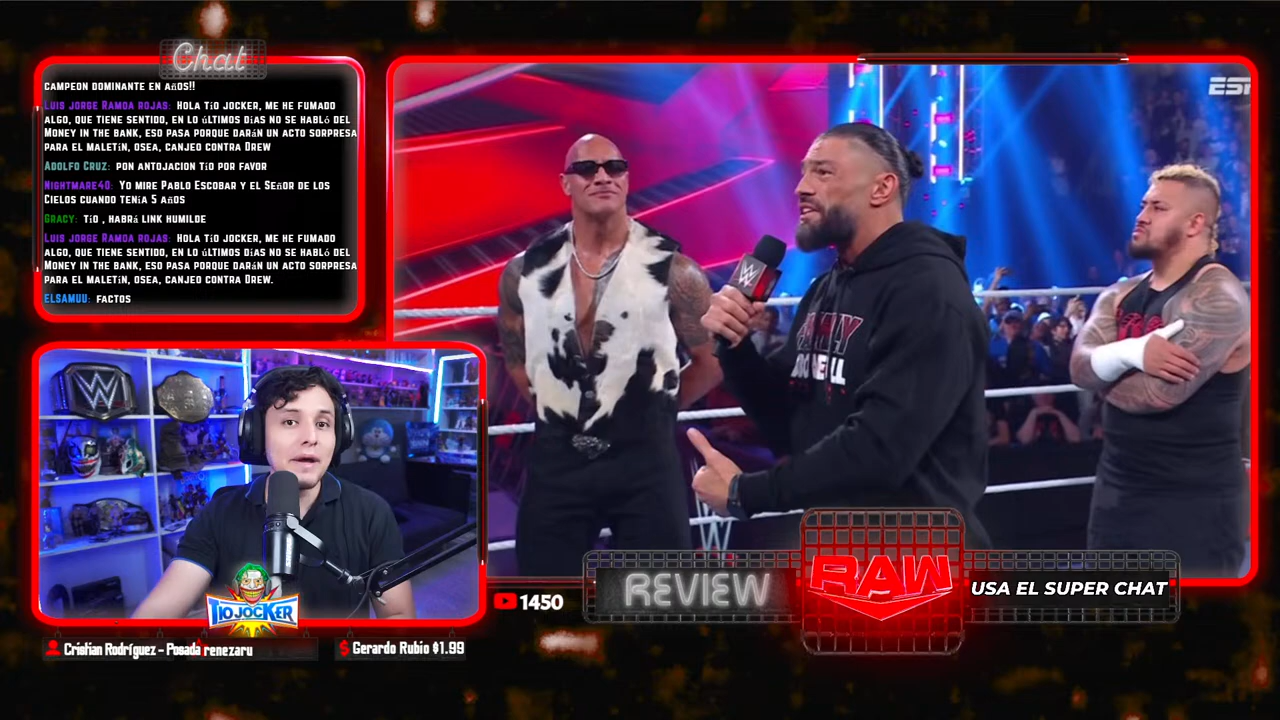 Chat
CAMPEON DOMINANTE EN AñOS!!
LUIS JORGE RAMOA ROJAS: HOLA TíO JOCKER, ME HE FUMADO
ALGO, QUE TIENE SENTIDO, EN LO úLTIMOS DíAS NO SE HABLó DEL
MONEY IN THE BANK, ESO PASA PORQUE DARáN UN ACTO SORPRESA
PARA EL MALETíN, OSEA, CANJEO CONTRA DREW
ADOLFO CRUZ: PON ANTOJACION TíO POR FAVOR
NIGHTMARE40: YO MIRE PABLO ESCOBAR Y EL SEñOR DE LOS
CIELOS CUANDO TENíA 5 AñOS
GRACY: TíO , HABRá LINK HUMILDE
LUIS JORGE RAMOA ROJAS: HOLA TíO JOCKER, ME HE FUMADO
ALGO, QUE TIENE SENTIDO, EN LO úLTIMOS DíAS NO SE HABLó DEL
MONEY IN THE BANK, ESO PASA PORQUE DARáN UN ACTO SORPRESA
PARA EL MALETíN, OSEA, CANJEO CONTRA DREW.
ELSAMUU: FACTOS
ESP
W
TIOJOCKER
1450
REVIEW
RAW
USA EL SUPER CHAT
Cristian Rodríguez - Posada renezaru
$ Gerardo Rubio $1.99